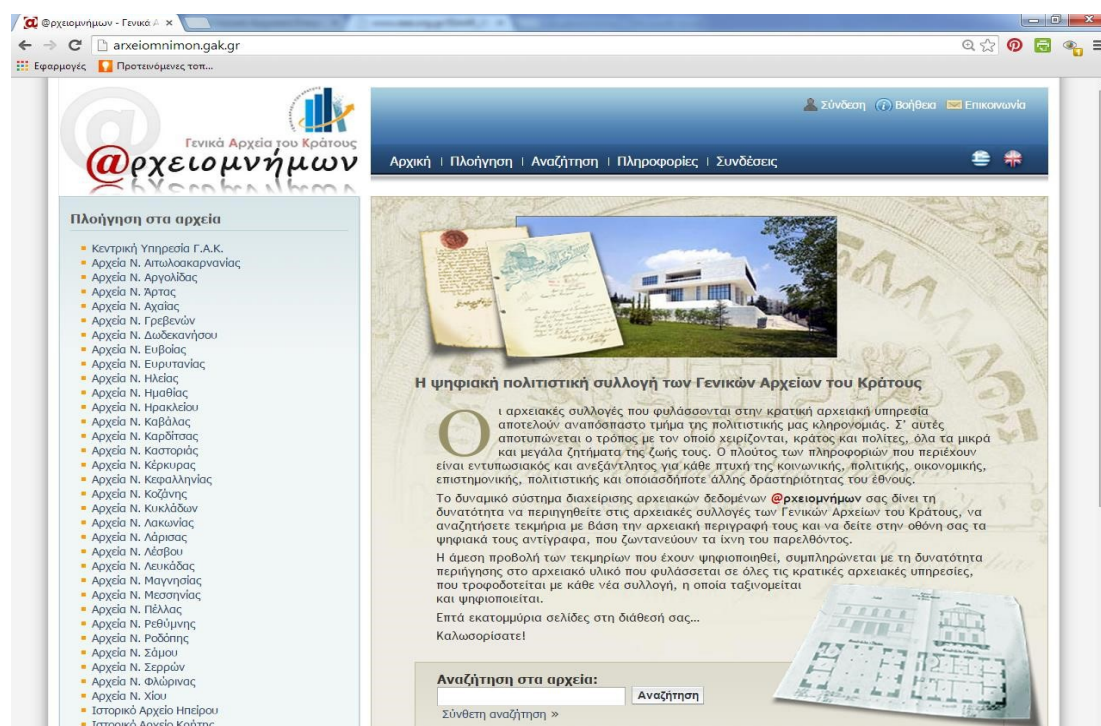 @ρχειομνήμων - Γενικά Α
arxeiomnimon.gak.gr
Εφαρμογές Προτεινόμενες τοπ...
Γενικά Αρχεία του Κράτους
@ρχειομνήμων
Σύνδεση Βοήθεια Επικοινωνία
Αρχική | Πλοήγηση | Αναζήτηση | Πληροφορίες | Συνδέσεις
Πλοήγηση στα αρχεία
Κεντρική Υπηρεσία Γ.Α.Κ.
Αρχεία Ν. Αιτωλοακαρνανίας
Αρχεία Ν. Αργολίδας
Αρχεία Ν. Άρτας
Αρχεία Ν. Αχαΐας
Αρχεία Ν. Γρεβενών
Αρχεία Ν. Δωδεκανήσου
Αρχεία Ν. Ευβοίας
Αρχεία Ν. Ευρυτανίας
Αρχεία Ν. Ηλείας
Αρχεία Ν. Ημαθίας
Αρχεία Ν. Ηρακλείου
Αρχεία Ν. Καβάλας
Αρχεία Ν. Καρδίτσας
Αρχεία Ν. Καστοριάς
Αρχεία Ν. Κέρκυρας
Αρχεία Ν. Κεφαλληνίας
Αρχεία Ν. Κοζάνης
Αρχεία Ν. Κυκλάδων
Αρχεία Ν. Λακωνίας
Αρχεία Ν. Λάρισας
Αρχεία Ν. Λέσβου
Αρχεία Ν. Λευκάδας
Αρχεία Ν. Μαγνησίας
Αρχεία Ν. Μεσσηνίας
Αρχεία Ν. Πέλλας
Αρχεία Ν. Ρεθύμνης
Αρχεία Ν. Ροδόπης
Αρχεία Ν. Σάμου
Αρχεία Ν. Σερρών
Αρχεία Ν. Φλώρινας
Αρχεία Ν. Χίου
Ιστορικό Αρχείο Ηπείρου
Ιστορικό Αρχείο Κρήτης
Η ψηφιακή πολιτιστική συλλογή των Γενικών Αρχείων του Κράτους
Οι αρχειακές συλλογές που φυλάσσονται στην κρατική αρχειακή υπηρεσία
αποτελούν αναπόσπαστο τμήμα της πολιτιστικής μας κληρονομιάς. Σ' αυτές
αποτυπώνεται ο τρόπος με τον οποίο χειρίζονται, κράτος και πολίτες, όλα τα μικρά
και μεγάλα ζητήματα της ζωής τους. Ο πλούτος των πληροφοριών που περιέχουν
είναι εντυπωσιακός και ανεξάντλητος για κάθε πτυχή της κοινωνικής, πολιτικής, οικονομικής,
επιστημονικής, πολιτιστικής και οποιασδήποτε άλλης δραστηριότητας του έθνους.
Το δυναμικό σύστημα διαχείρισης αρχειακών δεδομένων @ρχειομνήμων σας δίνει τη
δυνατότητα να περιηγηθείτε στις αρχειακές συλλογές των Γενικών Αρχείων του Κράτους, να
αναζητήσετε τεκμήρια με βάση την αρχειακή περιγραφή τους και να δείτε στην οθόνη σας τα
ψηφιακά τους αντίγραφα, που ζωντανεύουν τα ίχνη του παρελθόντος.
Η άμεση προβολή των τεκμηρίων που έχουν ψηφιοποιηθεί, συμπληρώνεται με τη δυνατότητα
περιήγησης στο αρχειακό υλικό που φυλάσσεται σε όλες τις κρατικές αρχειακές υπηρεσίες,
που τροφοδοτείται με κάθε νέα συλλογή, η οποία ταξινομείται
και ψηφιοποιείται.
Επτά εκατομμύρια σελίδες στη διάθεσή σας...
Καλωσορίσατε!
Αναζήτηση στα αρχεία:
Αναζήτηση
Σύνθετη αναζήτηση »